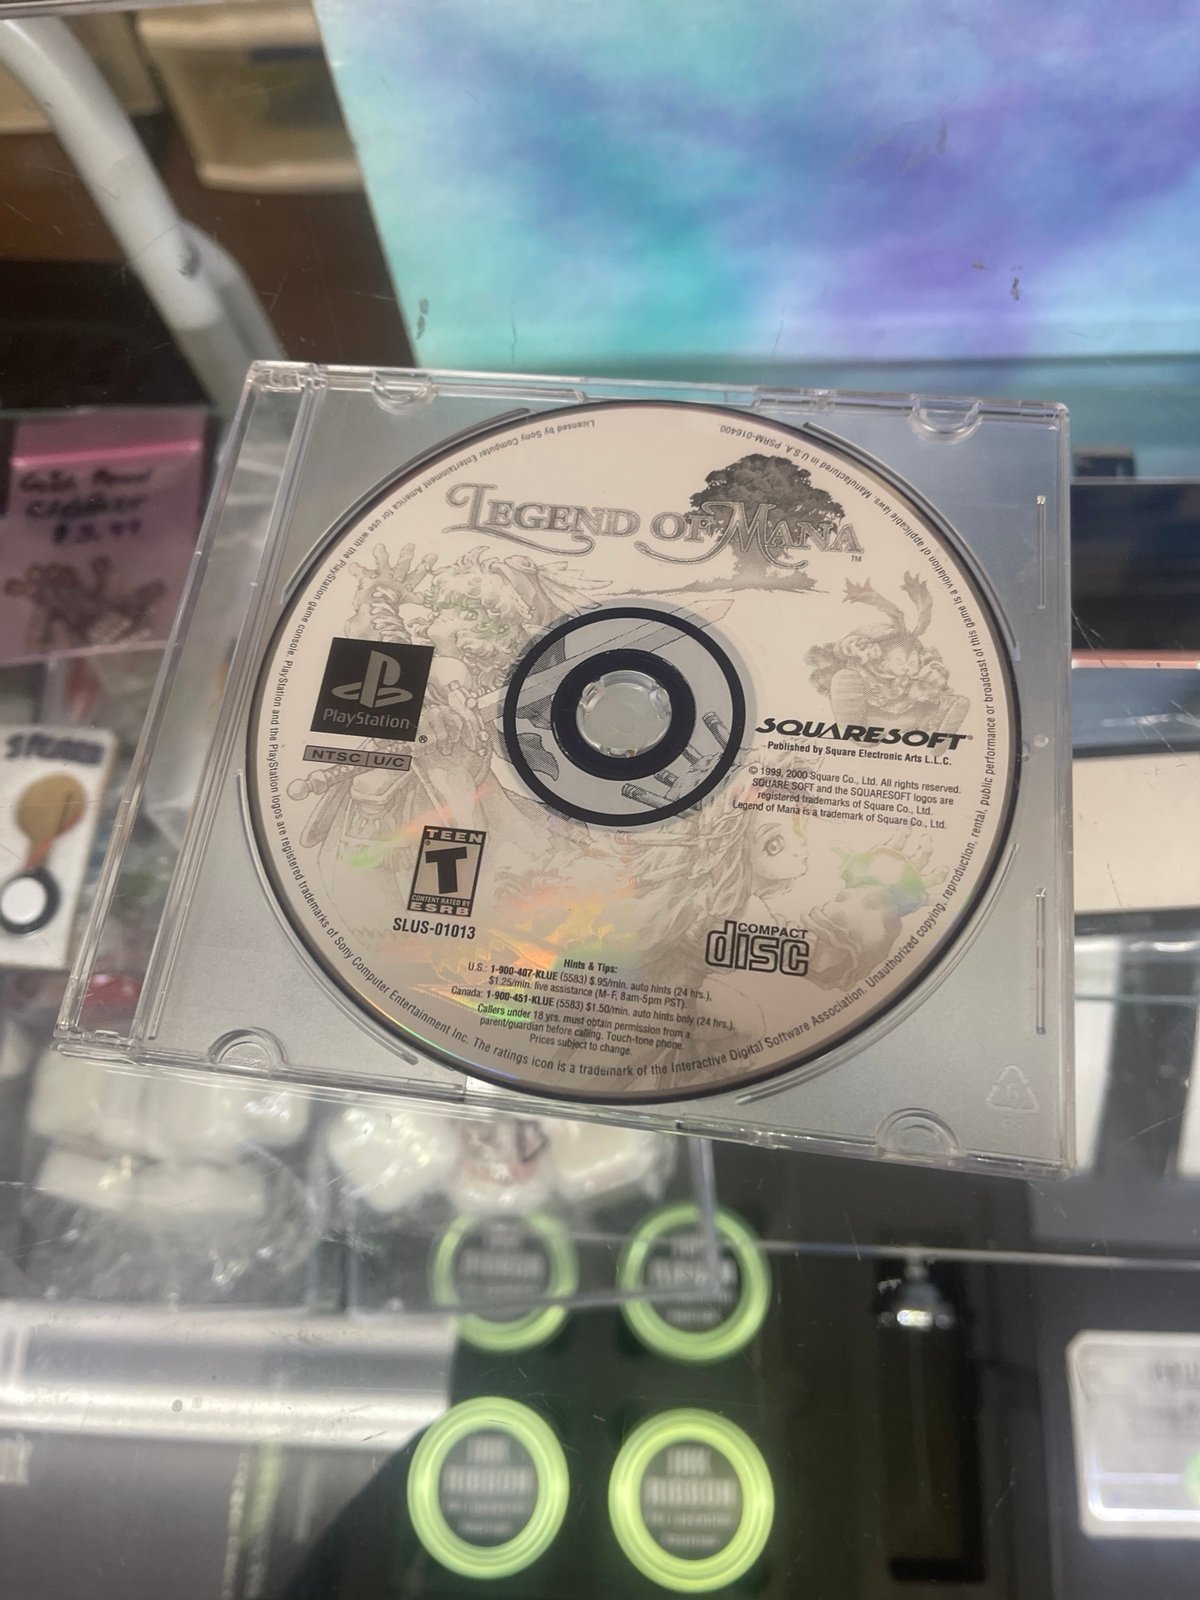 Licensed by Sony Computer Entertainment America for use with the PlayStation game console. PlayStation and the PlayStation logos are registered trademarks of Sony Computer Entertainment Inc. The ratings icon is a trademark of the Interactive Digital Software Association. Unauthorized copying, reproduction, rental, public performance or broadcast of this game is a violation of applicable laws. Manufactured in U.S.A. PSRM-016400.
LEGEND OF MANA™
PlayStation®
NTSC U/C
SQUARESOFT®
Published by Square Electronic Arts L.L.C.
© 1999, 2000 Square Co., Ltd. All rights reserved.
SQUARE SOFT and the SQUARESOFT logos are
registered trademarks of Square Co., Ltd.
Legend of Mana is a trademark of Square Co., Ltd.
TEEN
T
CONTENT RATED BY
ESRB
SLUS-01013
COMPACT
disc
Hints & Tips:
U.S.: 1-900-407-KLUE (5583) $.95/min. auto hints (24 hrs.),
$1.25/min. live assistance (M-F, 8am-5pm PST).
Canada: 1-900-451-KLUE (5583) $1.50/min. auto hints only (24 hrs.).
Callers under 18 yrs. must obtain permission from a
parent/guardian before calling. Touch-tone phone.
Prices subject to change.
$3.99
INK
RIBBON
INK
RIBBON